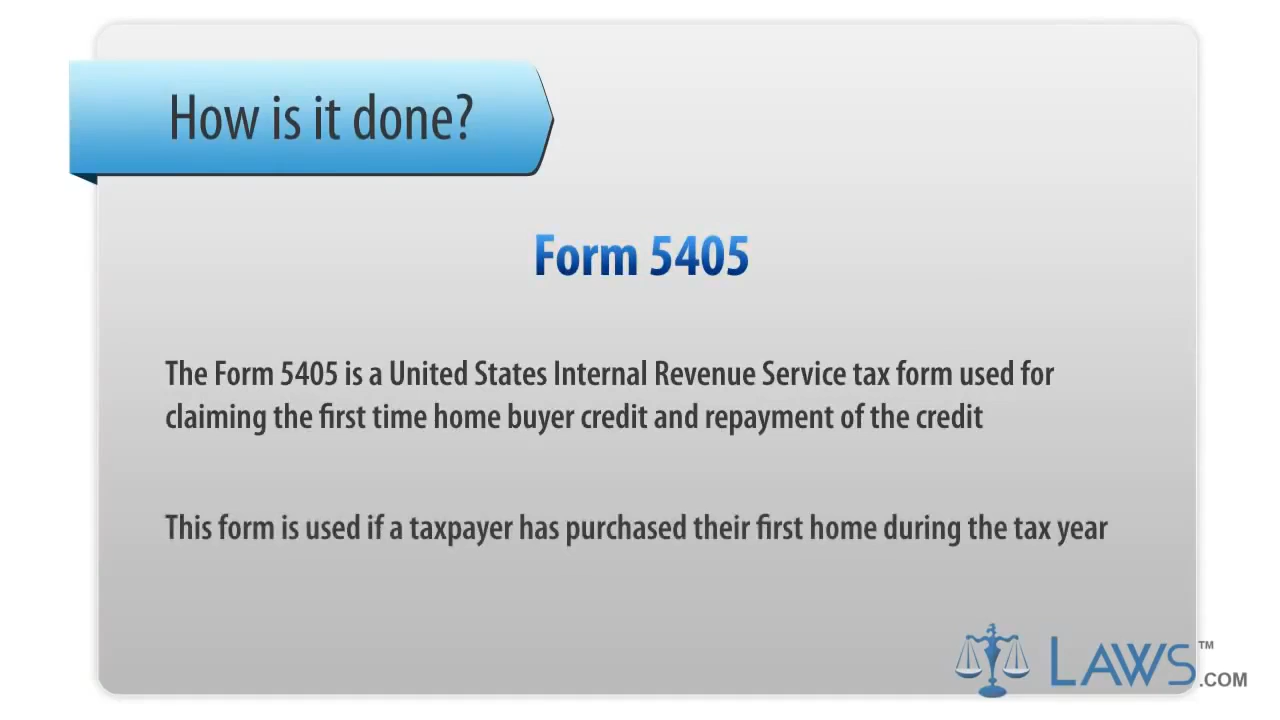 How is it done?
Form 5405
The Form 5405 is a United States Internal Revenue Service tax form used for
claiming the first time home buyer credit and repayment of the credit
This form is used if a taxpayer has purchased their first home during the tax year
LAWS™
.COM